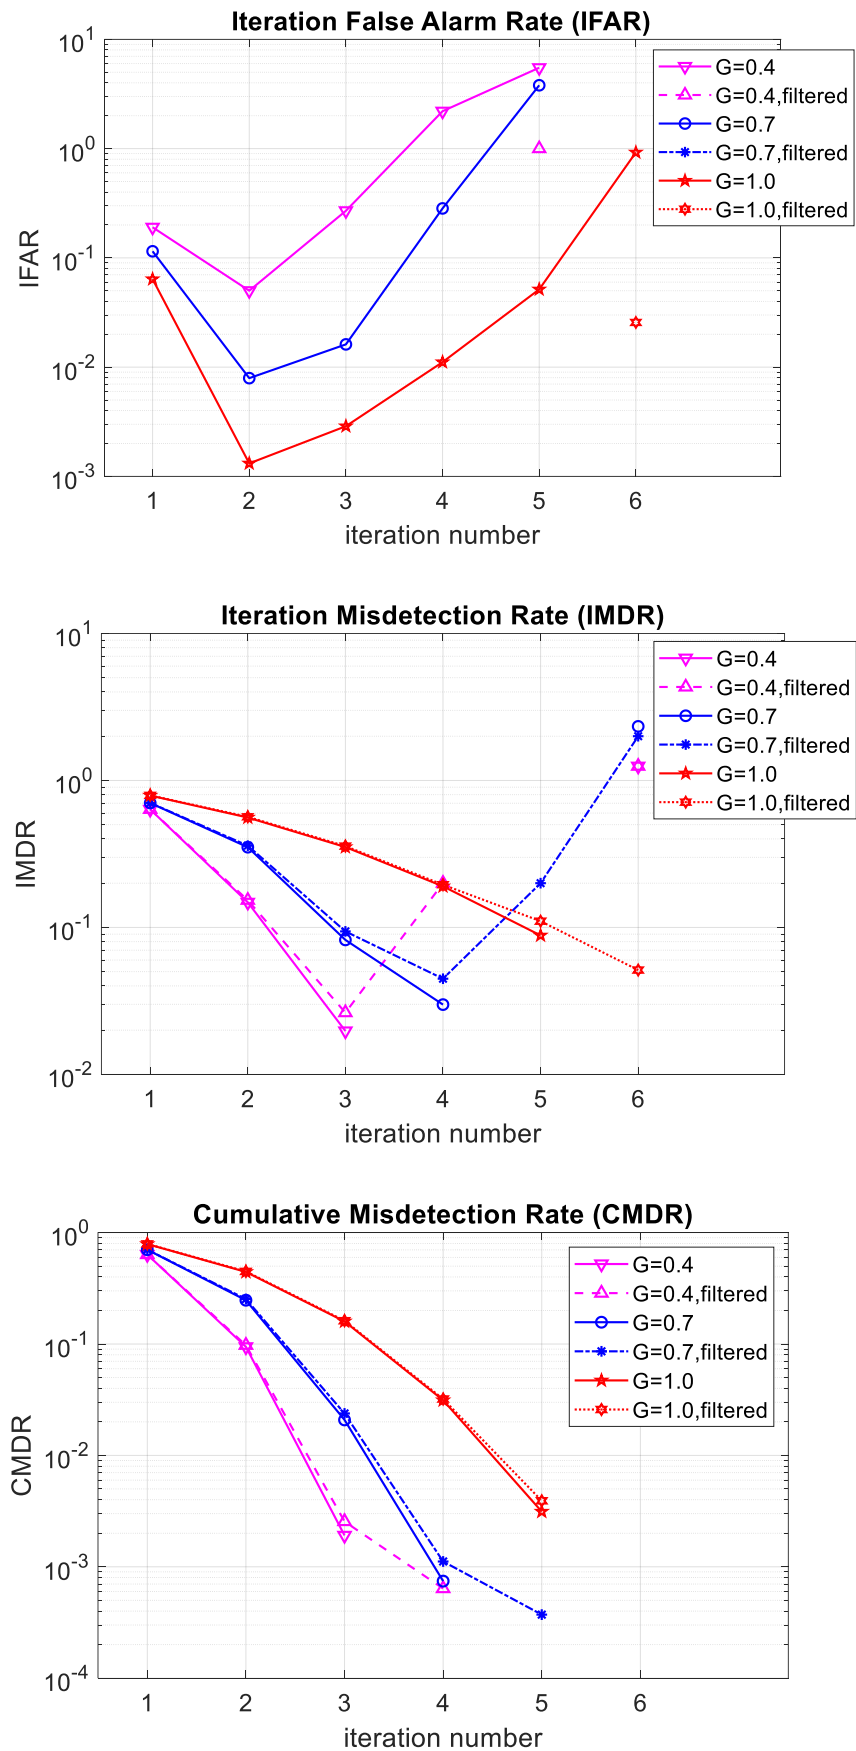 Iteration False Alarm Rate (IFAR)
10^1
10^0
10^-1
10^-2
10^-3
IFAR
1 2 3 4 5 6
iteration number
G=0.4
G=0.4,filtered
G=0.7
G=0.7,filtered
G=1.0
G=1.0,filtered
Iteration Misdetection Rate (IMDR)
10^1
10^0
10^-1
10^-2
IMDR
1 2 3 4 5 6
iteration number
G=0.4
G=0.4,filtered
G=0.7
G=0.7,filtered
G=1.0
G=1.0,filtered
Cumulative Misdetection Rate (CMDR)
10^0
10^-1
10^-2
10^-3
10^-4
CMDR
1 2 3 4 5 6
iteration number
G=0.4
G=0.4,filtered
G=0.7
G=0.7,filtered
G=1.0
G=1.0,filtered